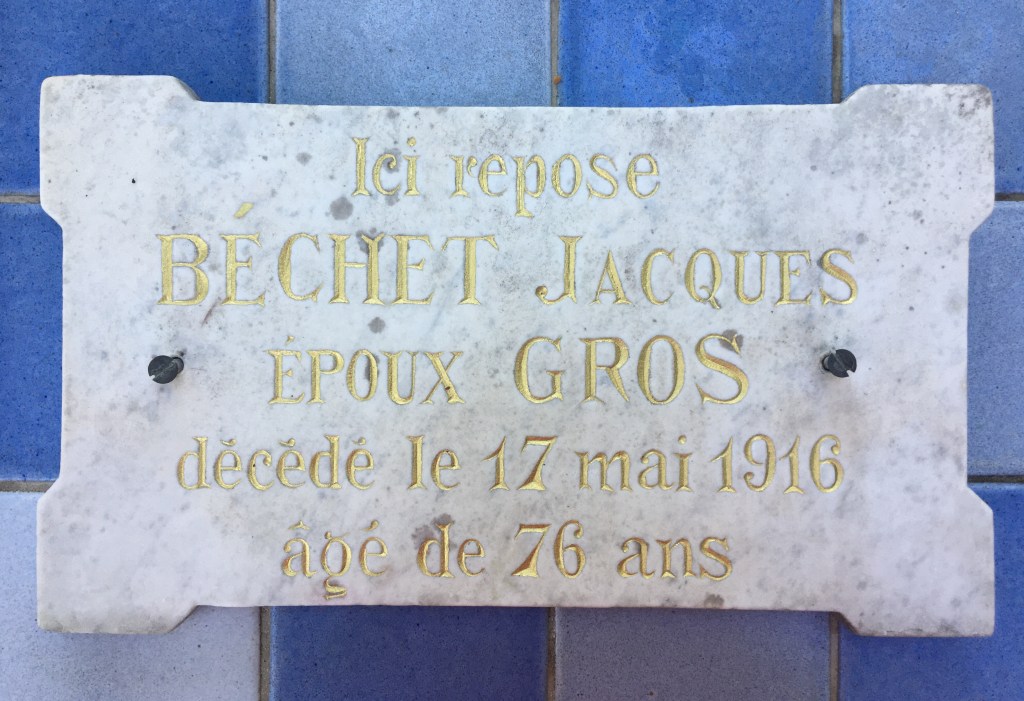 Ici repose
BÉCHET JACQUES
ÉPOUX GROS
décédé le 17 mai 1916
âgé de 76 ans